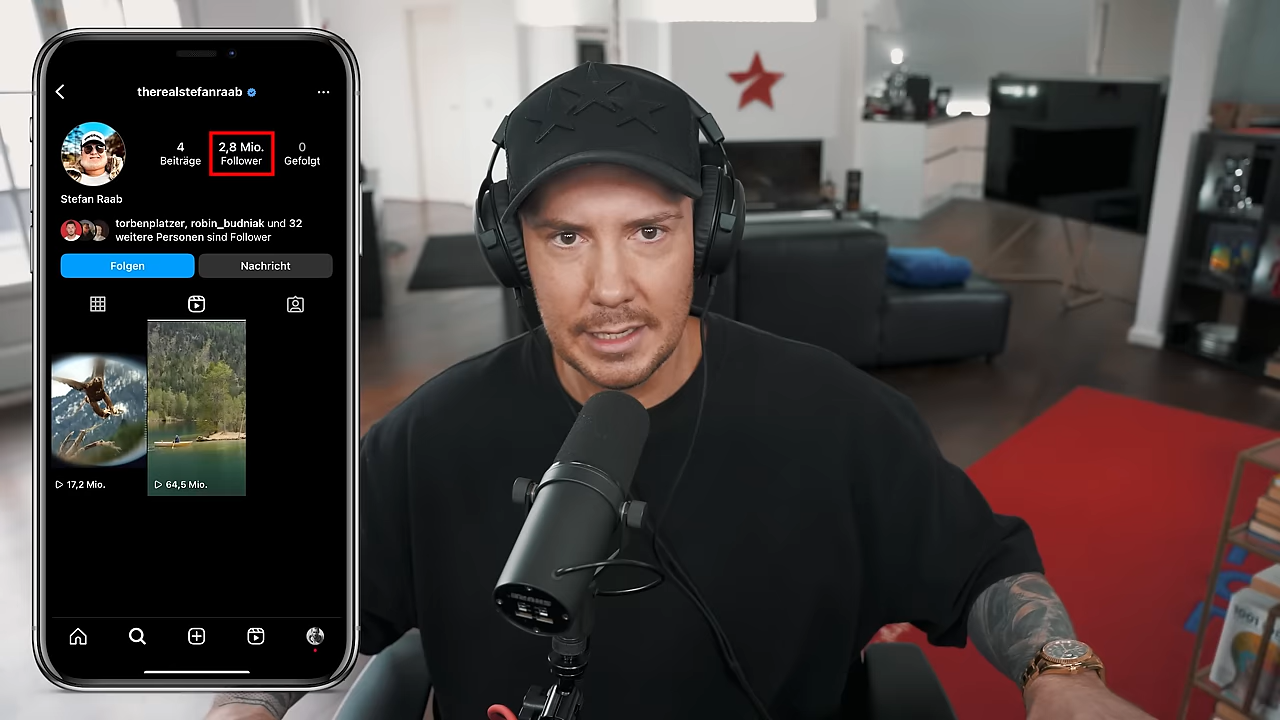 therealstefanraab
4 2,8 Mio. 0
Beiträge Follower Gefolgt
Stefan Raab
torbenplatzer, robin_budniak und 32
weitere Personen sind Follower
Folgen Nachricht
17,2 Mio. 64,5 Mio.
1001